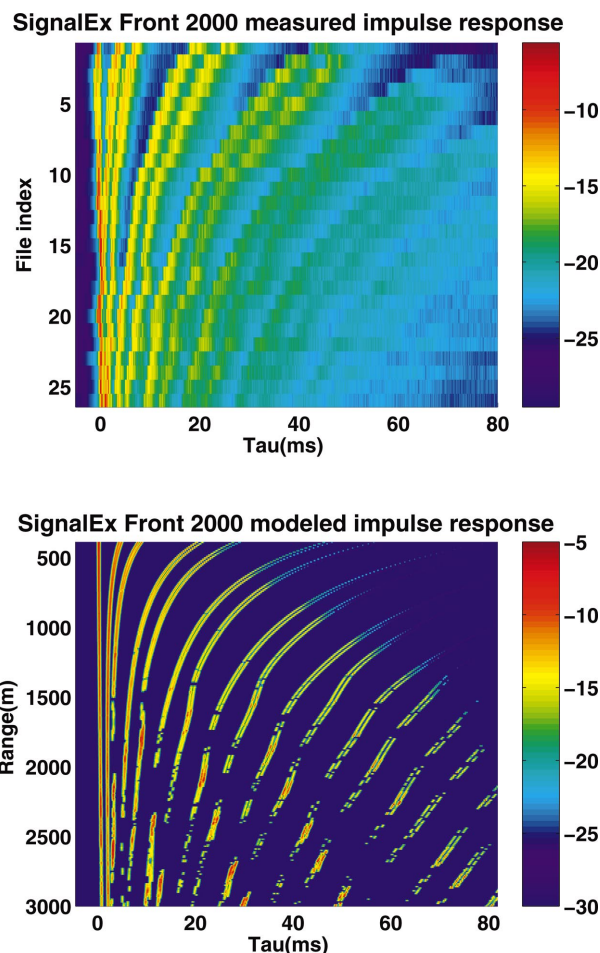 SignalEx Front 2000 measured impulse response
File index
5
10
15
20
25
0 20 40 60 80
Tau(ms)
−10
−15
−20
−25
SignalEx Front 2000 modeled impulse response
Range(m)
500
1000
1500
2000
2500
3000
0 20 40 60 80
Tau(ms)
−5
−10
−15
−20
−25
−30